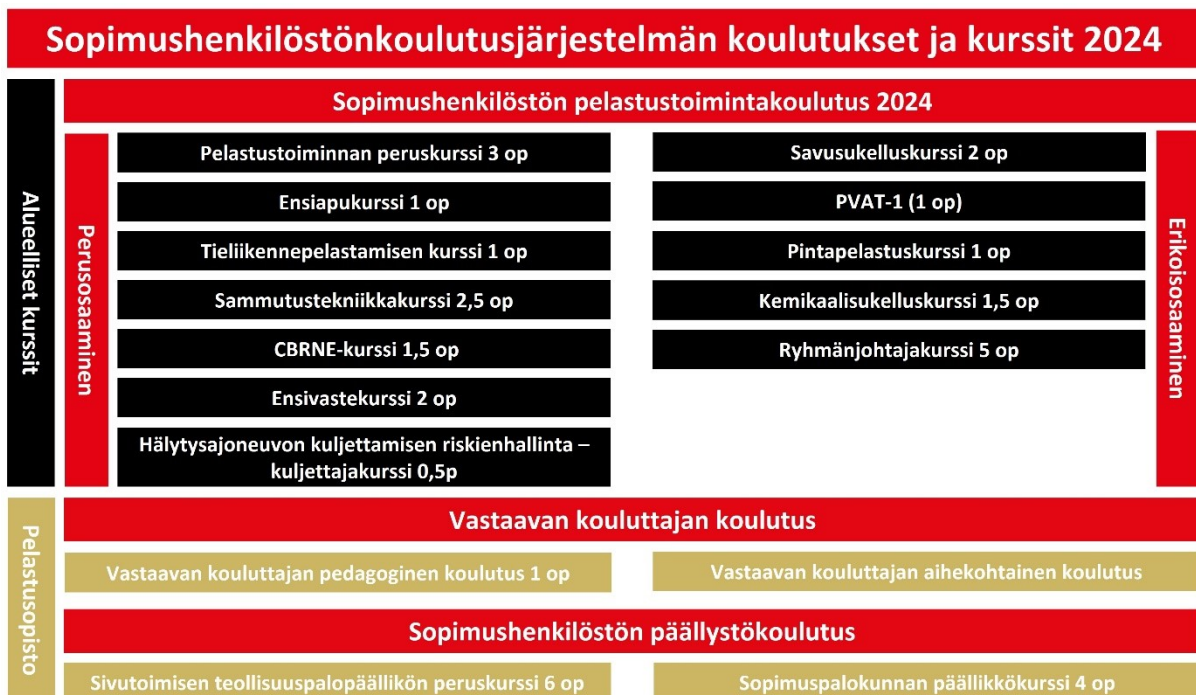 Sopimushenkilöstönkoulutusjärjestelmän koulutukset ja kurssit 2024
Alueelliset kurssit
Sopimushenkilöstön pelastustoimintakoulutus 2024
Perusosaaminen
Pelastustoiminnan peruskurssi 3 op
Ensiapukurssi 1 op
Tieliikennepelastamisen kurssi 1 op
Sammutustekniikkakurssi 2,5 op
CBRNE-kurssi 1,5 op
Ensivastekurssi 2 op
Hälytysajoneuvon kuljettamisen riskienhallinta –
kuljettajakurssi 0,5p
Savusukelluskurssi 2 op
PVAT-1 (1 op)
Pintapelastuskurssi 1 op
Kemikaalisukelluskurssi 1,5 op
Ryhmänjohtajakurssi 5 op
Erikoisosaaminen
Pelastusopisto
Vastaavan kouluttajan koulutus
Vastaavan kouluttajan pedagoginen koulutus 1 op
Vastaavan kouluttajan aihekohtainen koulutus
Sopimushenkilöstön päällystökoulutus
Sivutoimisen teollisuuspalopäällikön peruskurssi 6 op
Sopimuspalokunnan päällikkökurssi 4 op